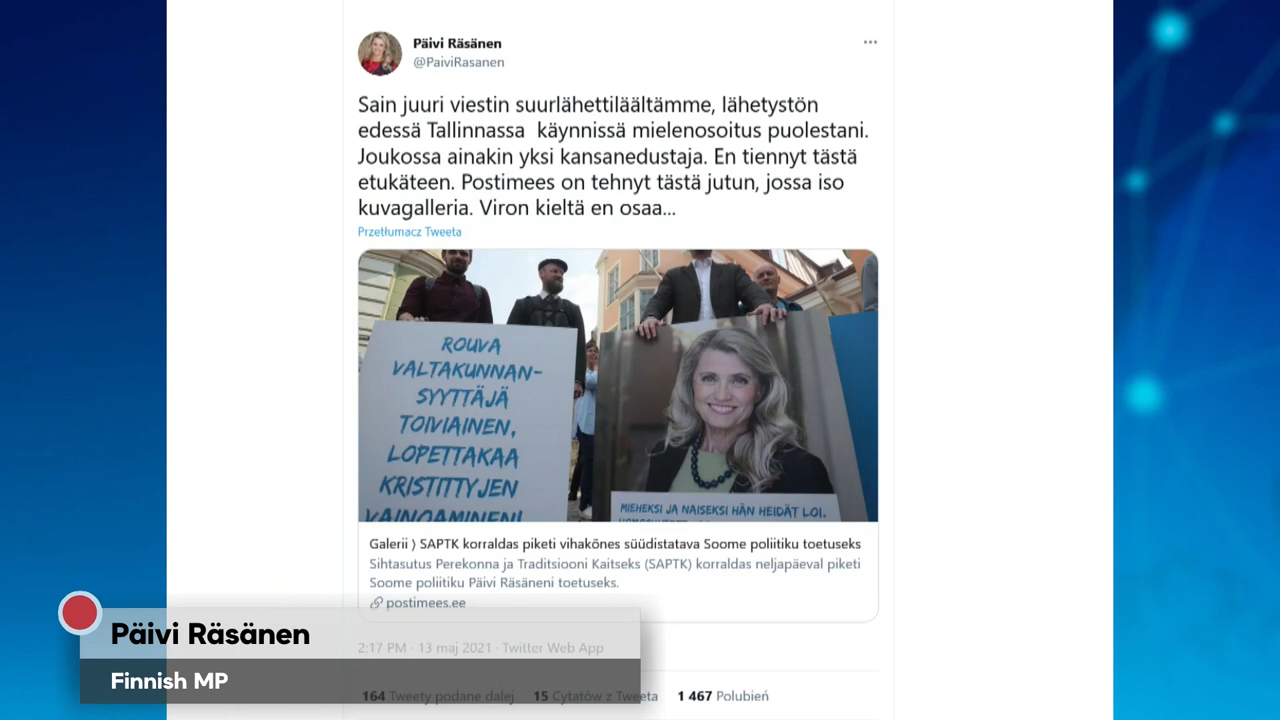 Päivi Räsänen
@PaiviRasanen
Sain juuri viestin suurlähettiläältämme, lähetystön
edessä Tallinnassa käynnissä mielenosoitus puolestani.
Joukossa ainakin yksi kansanedustaja. En tiennyt tästä
etukäteen. Postimees on tehnyt tästä jutun, jossa iso
kuvagalleria. Viron kieltä en osaa...
Przetłumacz Tweeta
ROUVA
VALTAKUNNAN-
SYYTTÄJÄ
TOIVIAINEN,
LOPETTAKAA
KRISTITTYJEN
VAINOAMINEN!
MIEHEKSI JA NAISEKSI HÄN HEIDÄT LOI.
Galerii ⟩ SAPTK korraldas piketi vihakõnes süüdistatava Soome poliitiku toetuseks
Sihtasutus Perekonna ja Traditsiooni Kaitseks (SAPTK) korraldas neljapäeval piketi
Soome poliitiku Päivi Räsäneni toetuseks.
postimees.ee
Päivi Räsänen
2:17 PM · 13 maj 2021 · Twitter Web App
Finnish MP
164 Tweety podane dalej 15 Cytatów z Tweeta 1 467 Polubień